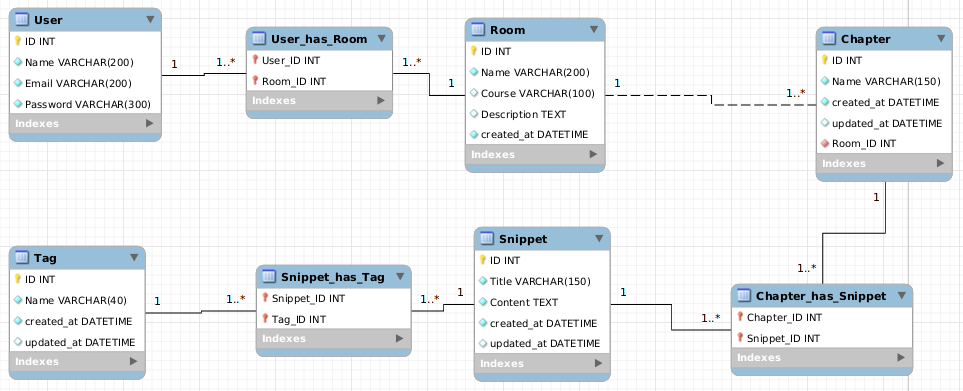 User
ID INT
Name VARCHAR(200)
Email VARCHAR(200)
Password VARCHAR(300)
Indexes
1
1..*
User_has_Room
User_ID INT
Room_ID INT
Indexes
1..*
1
Room
ID INT
Name VARCHAR(200)
Course VARCHAR(100)
Description TEXT
created_at DATETIME
Indexes
1
1..*
Chapter
ID INT
Name VARCHAR(150)
created_at DATETIME
updated_at DATETIME
Room_ID INT
Indexes
1
1..*
Tag
ID INT
Name VARCHAR(40)
created_at DATETIME
updated_at DATETIME
Indexes
1
1..*
Snippet_has_Tag
Snippet_ID INT
Tag_ID INT
Indexes
1..*
1
Snippet
ID INT
Title VARCHAR(150)
Content TEXT
created_at DATETIME
updated_at DATETIME
Indexes
1
1..*
Chapter_has_Snippet
Chapter_ID INT
Snippet_ID INT
Indexes